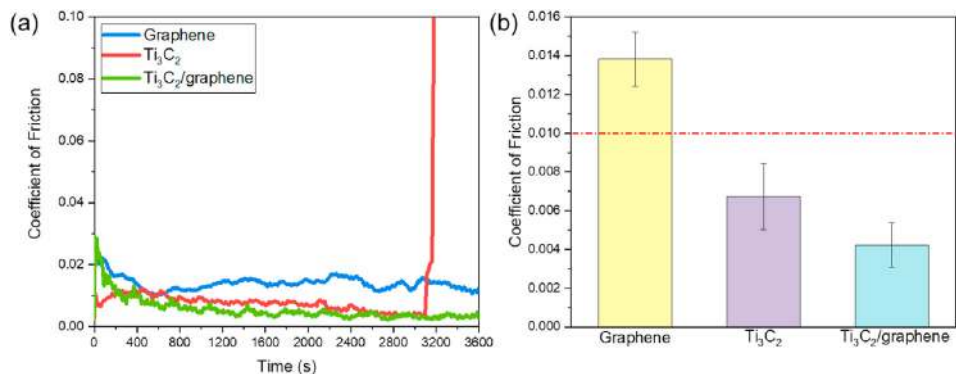 (a)
Coefficient of Friction
0.10
0.08
0.06
0.04
0.02
0.00
Graphene
Ti₃C₂
Ti₃C₂/graphene
0 400 800 1200 1600 2000 2400 2800 3200 3600
Time (s)
(b)
Coefficient of Friction
0.016
0.014
0.012
0.010
0.008
0.006
0.004
0.002
0.000
Graphene Ti₃C₂ Ti₃C₂/graphene